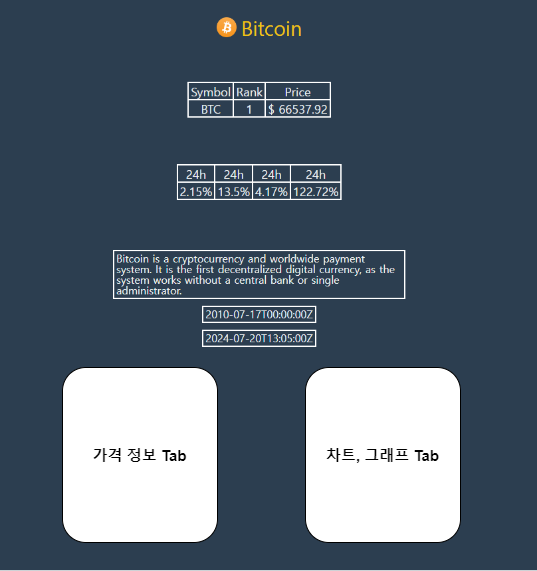 Bitcoin
Symbol Rank Price
BTC 1 $ 66537.92
24h 24h 24h 24h
2.15% 13.5% 4.17% 122.72%
Bitcoin is a cryptocurrency and worldwide payment
system. It is the first decentralized digital currency, as the
system works without a central bank or single
administrator.
2010-07-17T00:00:00Z
2024-07-20T13:05:00Z
가격 정보 Tab
차트, 그래프 Tab